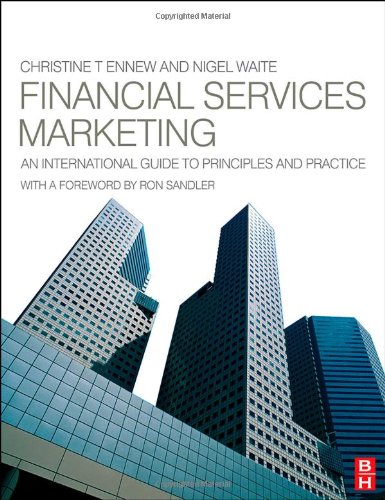 Copyrighted Material
CHRISTINE T ENNEW AND NIGEL WAITE
FINANCIAL SERVICES
MARKETING
AN INTERNATIONAL GUIDE TO PRINCIPLES AND PRACTICE
WITH A FOREWORD BY RON SANDLER
B
H